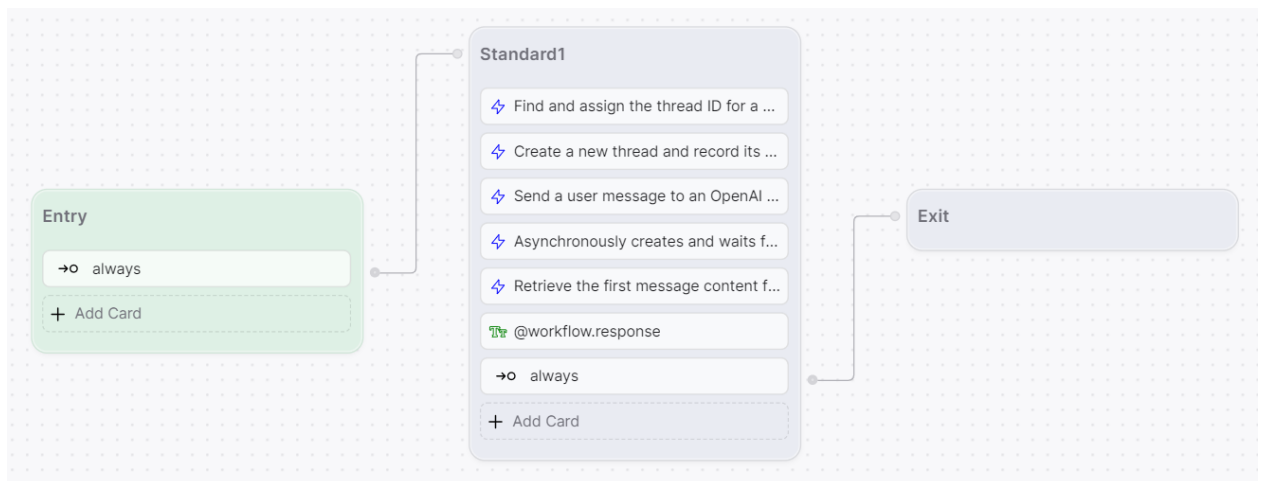 Entry
always
Add Card
Standard1
Find and assign the thread ID for a ...
Create a new thread and record its ...
Send a user message to an OpenAI ...
Asynchronously creates and waits f...
Retrieve the first message content f...
@workflow.response
always
Add Card
Exit